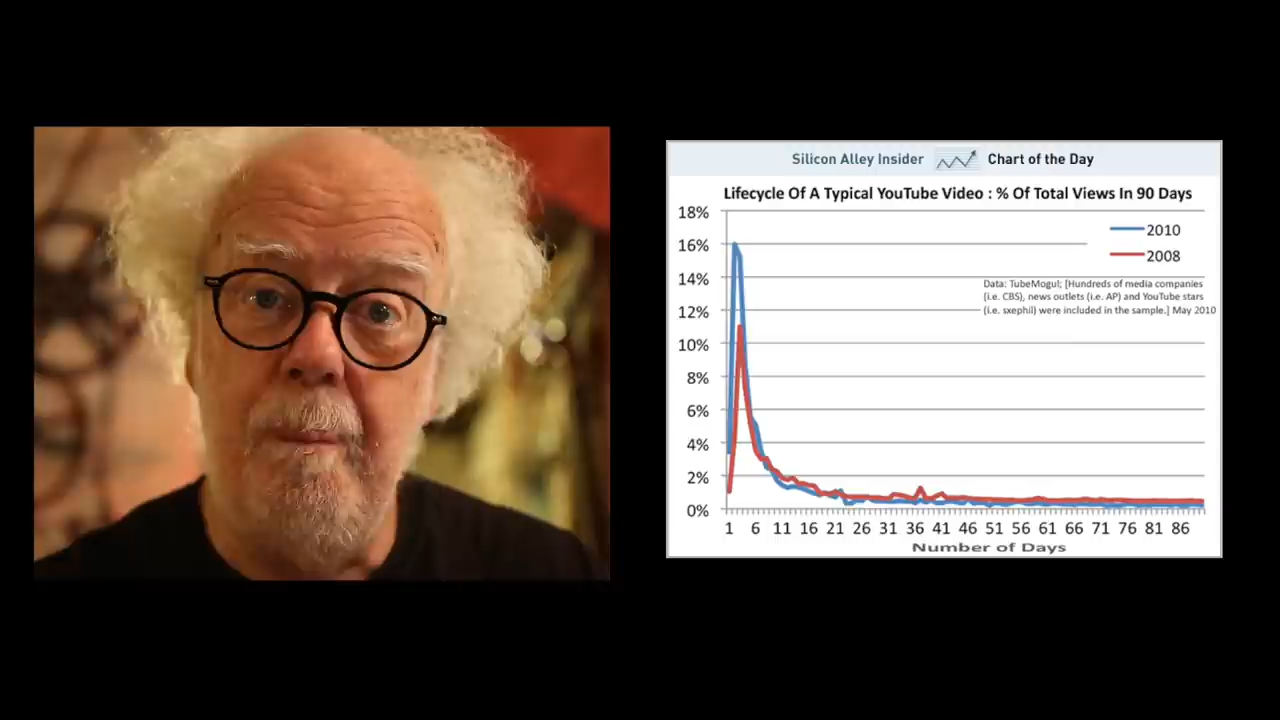 Silicon Alley Insider Chart of the Day
Lifecycle Of A Typical YouTube Video : % Of Total Views In 90 Days
18%
16%
14%
12%
10%
8%
6%
4%
2%
0%
2010
2008
Data: TubeMogul; [Hundreds of media companies
(i.e. CBS), news outlets (i.e. AP) and YouTube stars
(i.e. sxephil) were included in the sample.] May 2010
1 6 11 16 21 26 31 36 41 46 51 56 61 66 71 76 81 86
Number of Days